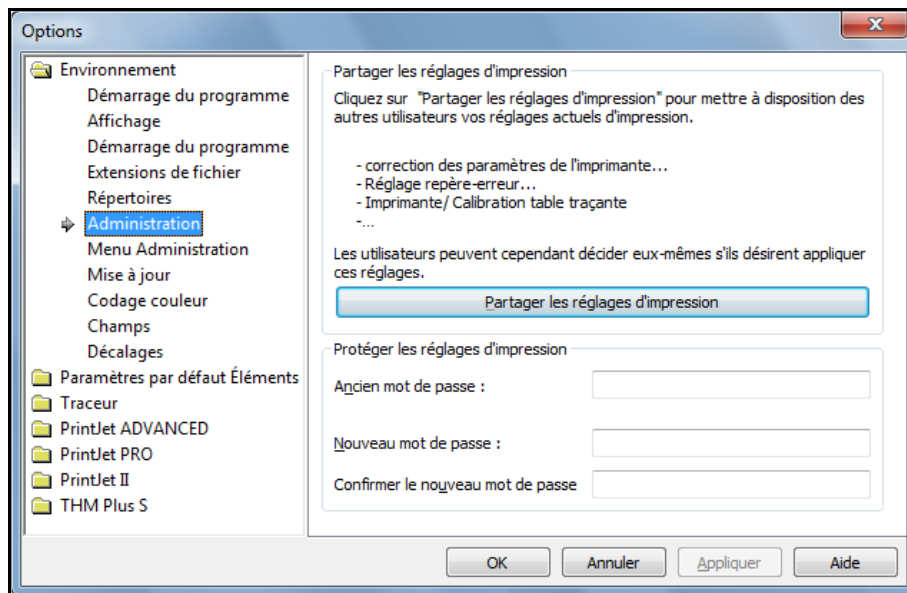 Options
Environnement
Démarrage du programme
Affichage
Démarrage du programme
Extensions de fichier
Répertoires
Administration
Menu Administration
Mise à jour
Codage couleur
Champs
Décalages
Paramètres par défaut Éléments
Traceur
PrintJet ADVANCED
PrintJet PRO
PrintJet II
THM Plus S
Partager les réglages d'impression
Cliquez sur "Partager les réglages d'impression" pour mettre à disposition des
autres utilisateurs vos réglages actuels d'impression.
- correction des paramètres de l'imprimante...
- Réglage repère-erreur...
- Imprimante/ Calibration table traçante
-...
Les utilisateurs peuvent cependant décider eux-mêmes s'ils désirent appliquer
ces réglages.
Partager les réglages d'impression
Protéger les réglages d'impression
Ancien mot de passe :
Nouveau mot de passe :
Confirmer le nouveau mot de passe
OK
Annuler
Appliquer
Aide